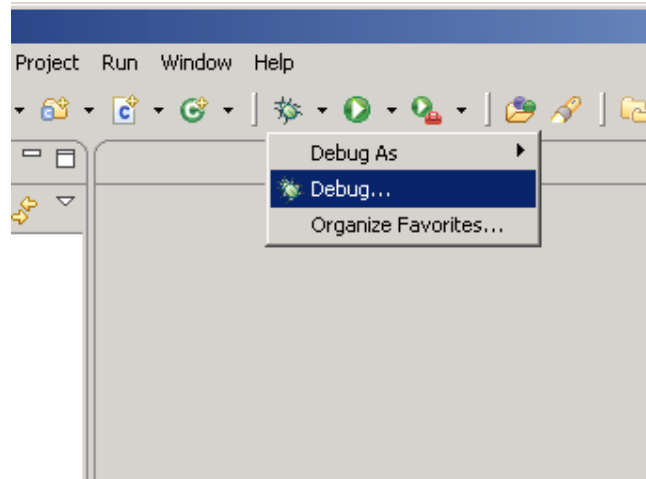 Project Run Window Help
Debug As
Debug...
Organize Favorites...